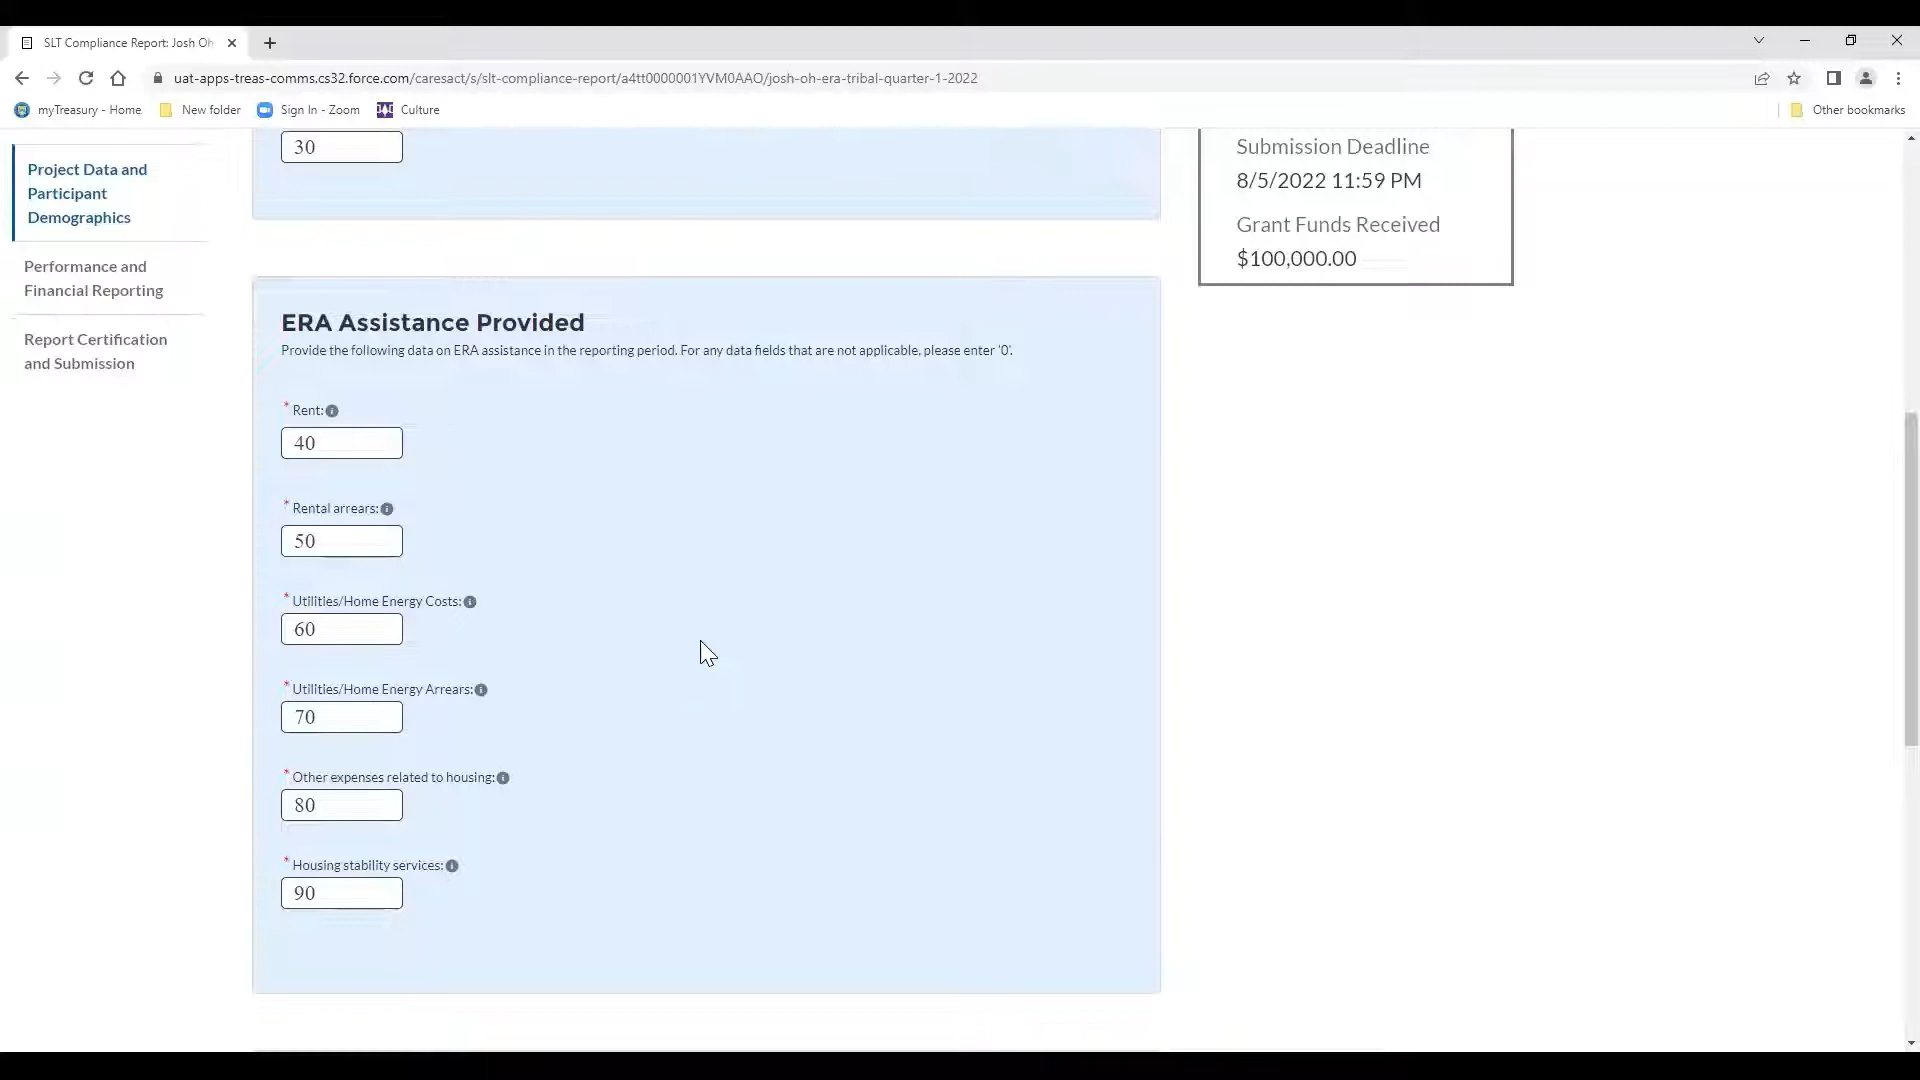 SLT Compliance Report: Josh Oh
uat-apps-treas-comms.cs32.force.com/caresact/s/slt-compliance-report/a4tt0000001YVM0AAO/josh-oh-era-tribal-quarter-1-2022
myTreasury - Home New folder Sign In - Zoom Culture Other bookmarks
Project Data and
Participant
Demographics
Performance and
Financial Reporting
Report Certification
and Submission
30
ERA Assistance Provided
Provide the following data on ERA assistance in the reporting period. For any data fields that are not applicable, please enter '0'.
* Rent:
40
* Rental arrears:
50
* Utilities/Home Energy Costs:
60
* Utilities/Home Energy Arrears:
70
* Other expenses related to housing:
80
* Housing stability services:
90
Submission Deadline
8/5/2022 11:59 PM
Grant Funds Received
$100,000.00